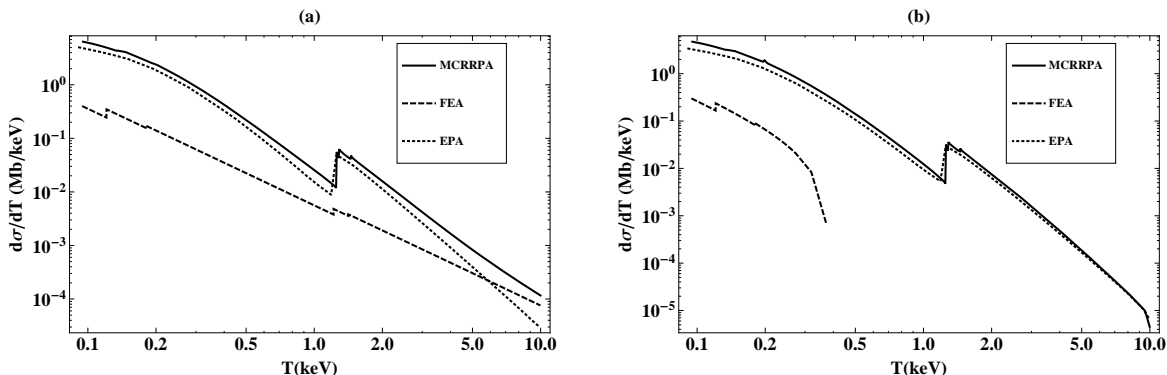 (a)
dσ/dT (Mb/keV)
10⁰
10⁻¹
10⁻²
10⁻³
10⁻⁴
MCRRPA
FEA
EPA
0.1 0.2 0.5 1.0 2.0 5.0 10.0
T(keV)
(b)
dσ/dT (Mb/keV)
10⁰
10⁻¹
10⁻²
10⁻³
10⁻⁴
10⁻⁵
MCRRPA
FEA
EPA
0.1 0.2 0.5 1.0 2.0 5.0 10.0
T(keV)